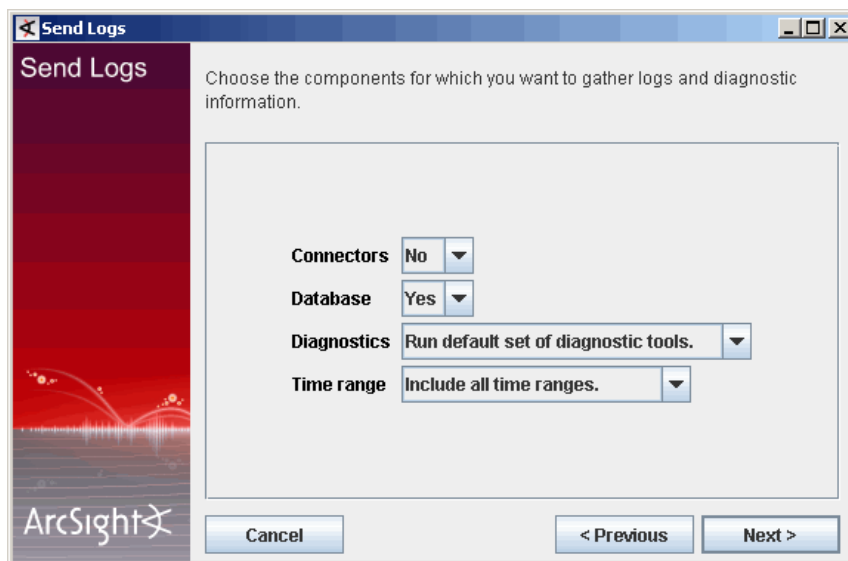 Send Logs
Send Logs
Choose the components for which you want to gather logs and diagnostic
information.
Connectors No
Database Yes
Diagnostics Run default set of diagnostic tools.
Time range Include all time ranges.
ArcSight
Cancel < Previous Next >